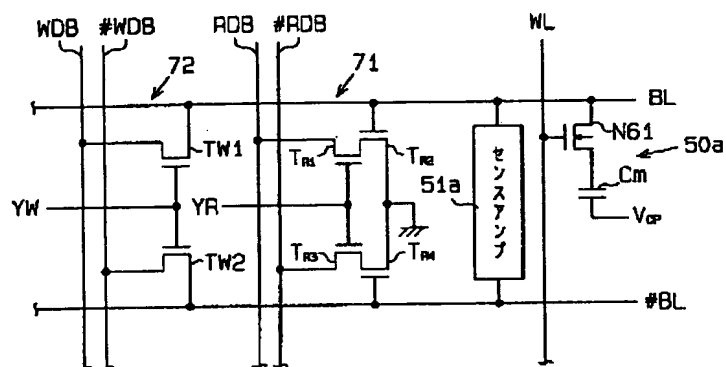 WDB #WDB RDB #RDB WL
72 71
BL
N61
50a
TW1
TR1 TR2
センスアンプ
51a
Cm
YW YR
VCP
TW2
TR3 TR4
#BL